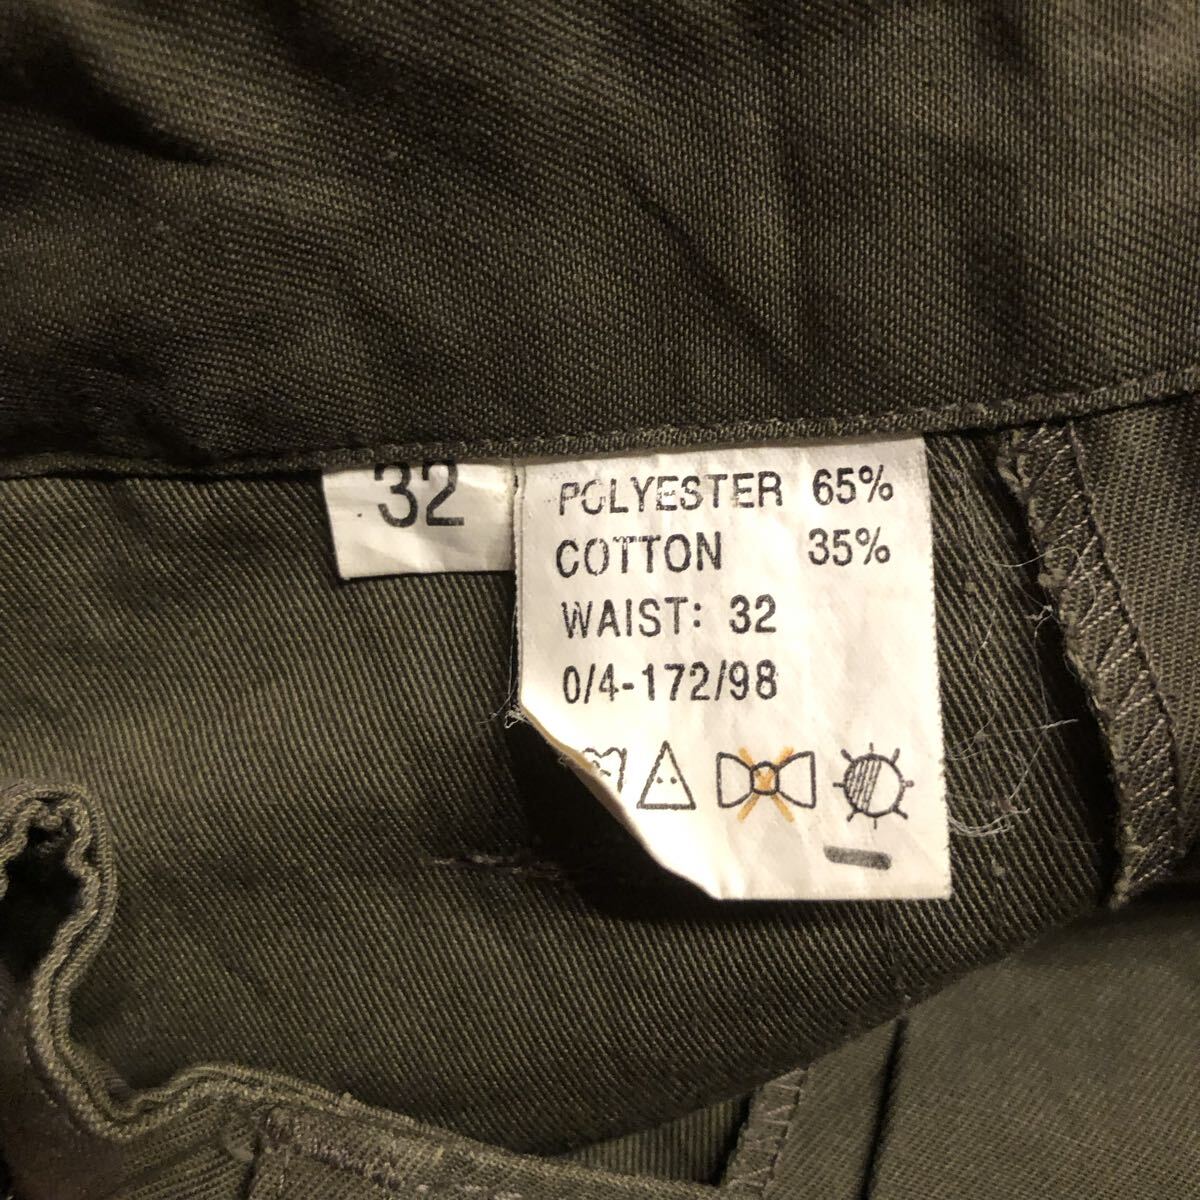 32
POLYESTER 65%
COTTON 35%
WAIST: 32
0/4-172/98